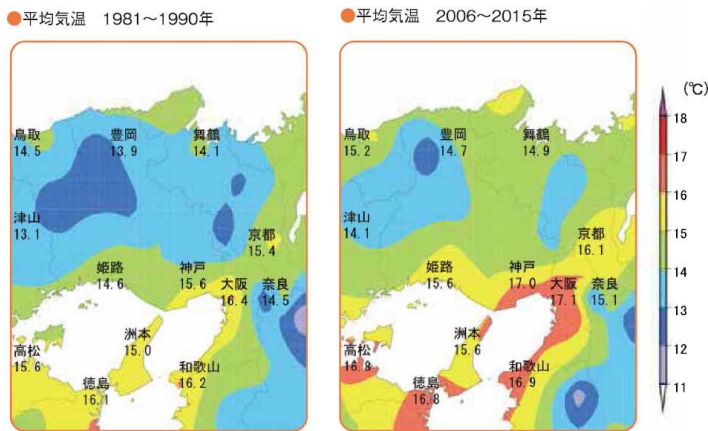 ●平均気温 1981～1990年
鳥取
14.5
豊岡
13.9
舞鶴
14.1
津山
13.1
京都
15.4
姫路
14.6
神戸
15.6
大阪
16.4
奈良
14.5
洲本
15.0
高松
15.6
和歌山
16.2
徳島
16.1
●平均気温 2006～2015年
鳥取
15.2
豊岡
14.7
舞鶴
14.9
津山
14.1
京都
16.1
姫路
15.6
神戸
17.0
大阪
17.1
奈良
15.1
洲本
15.6
高松
16.8
和歌山
16.9
徳島
16.8
(℃)
18
17
16
15
14
13
12
11